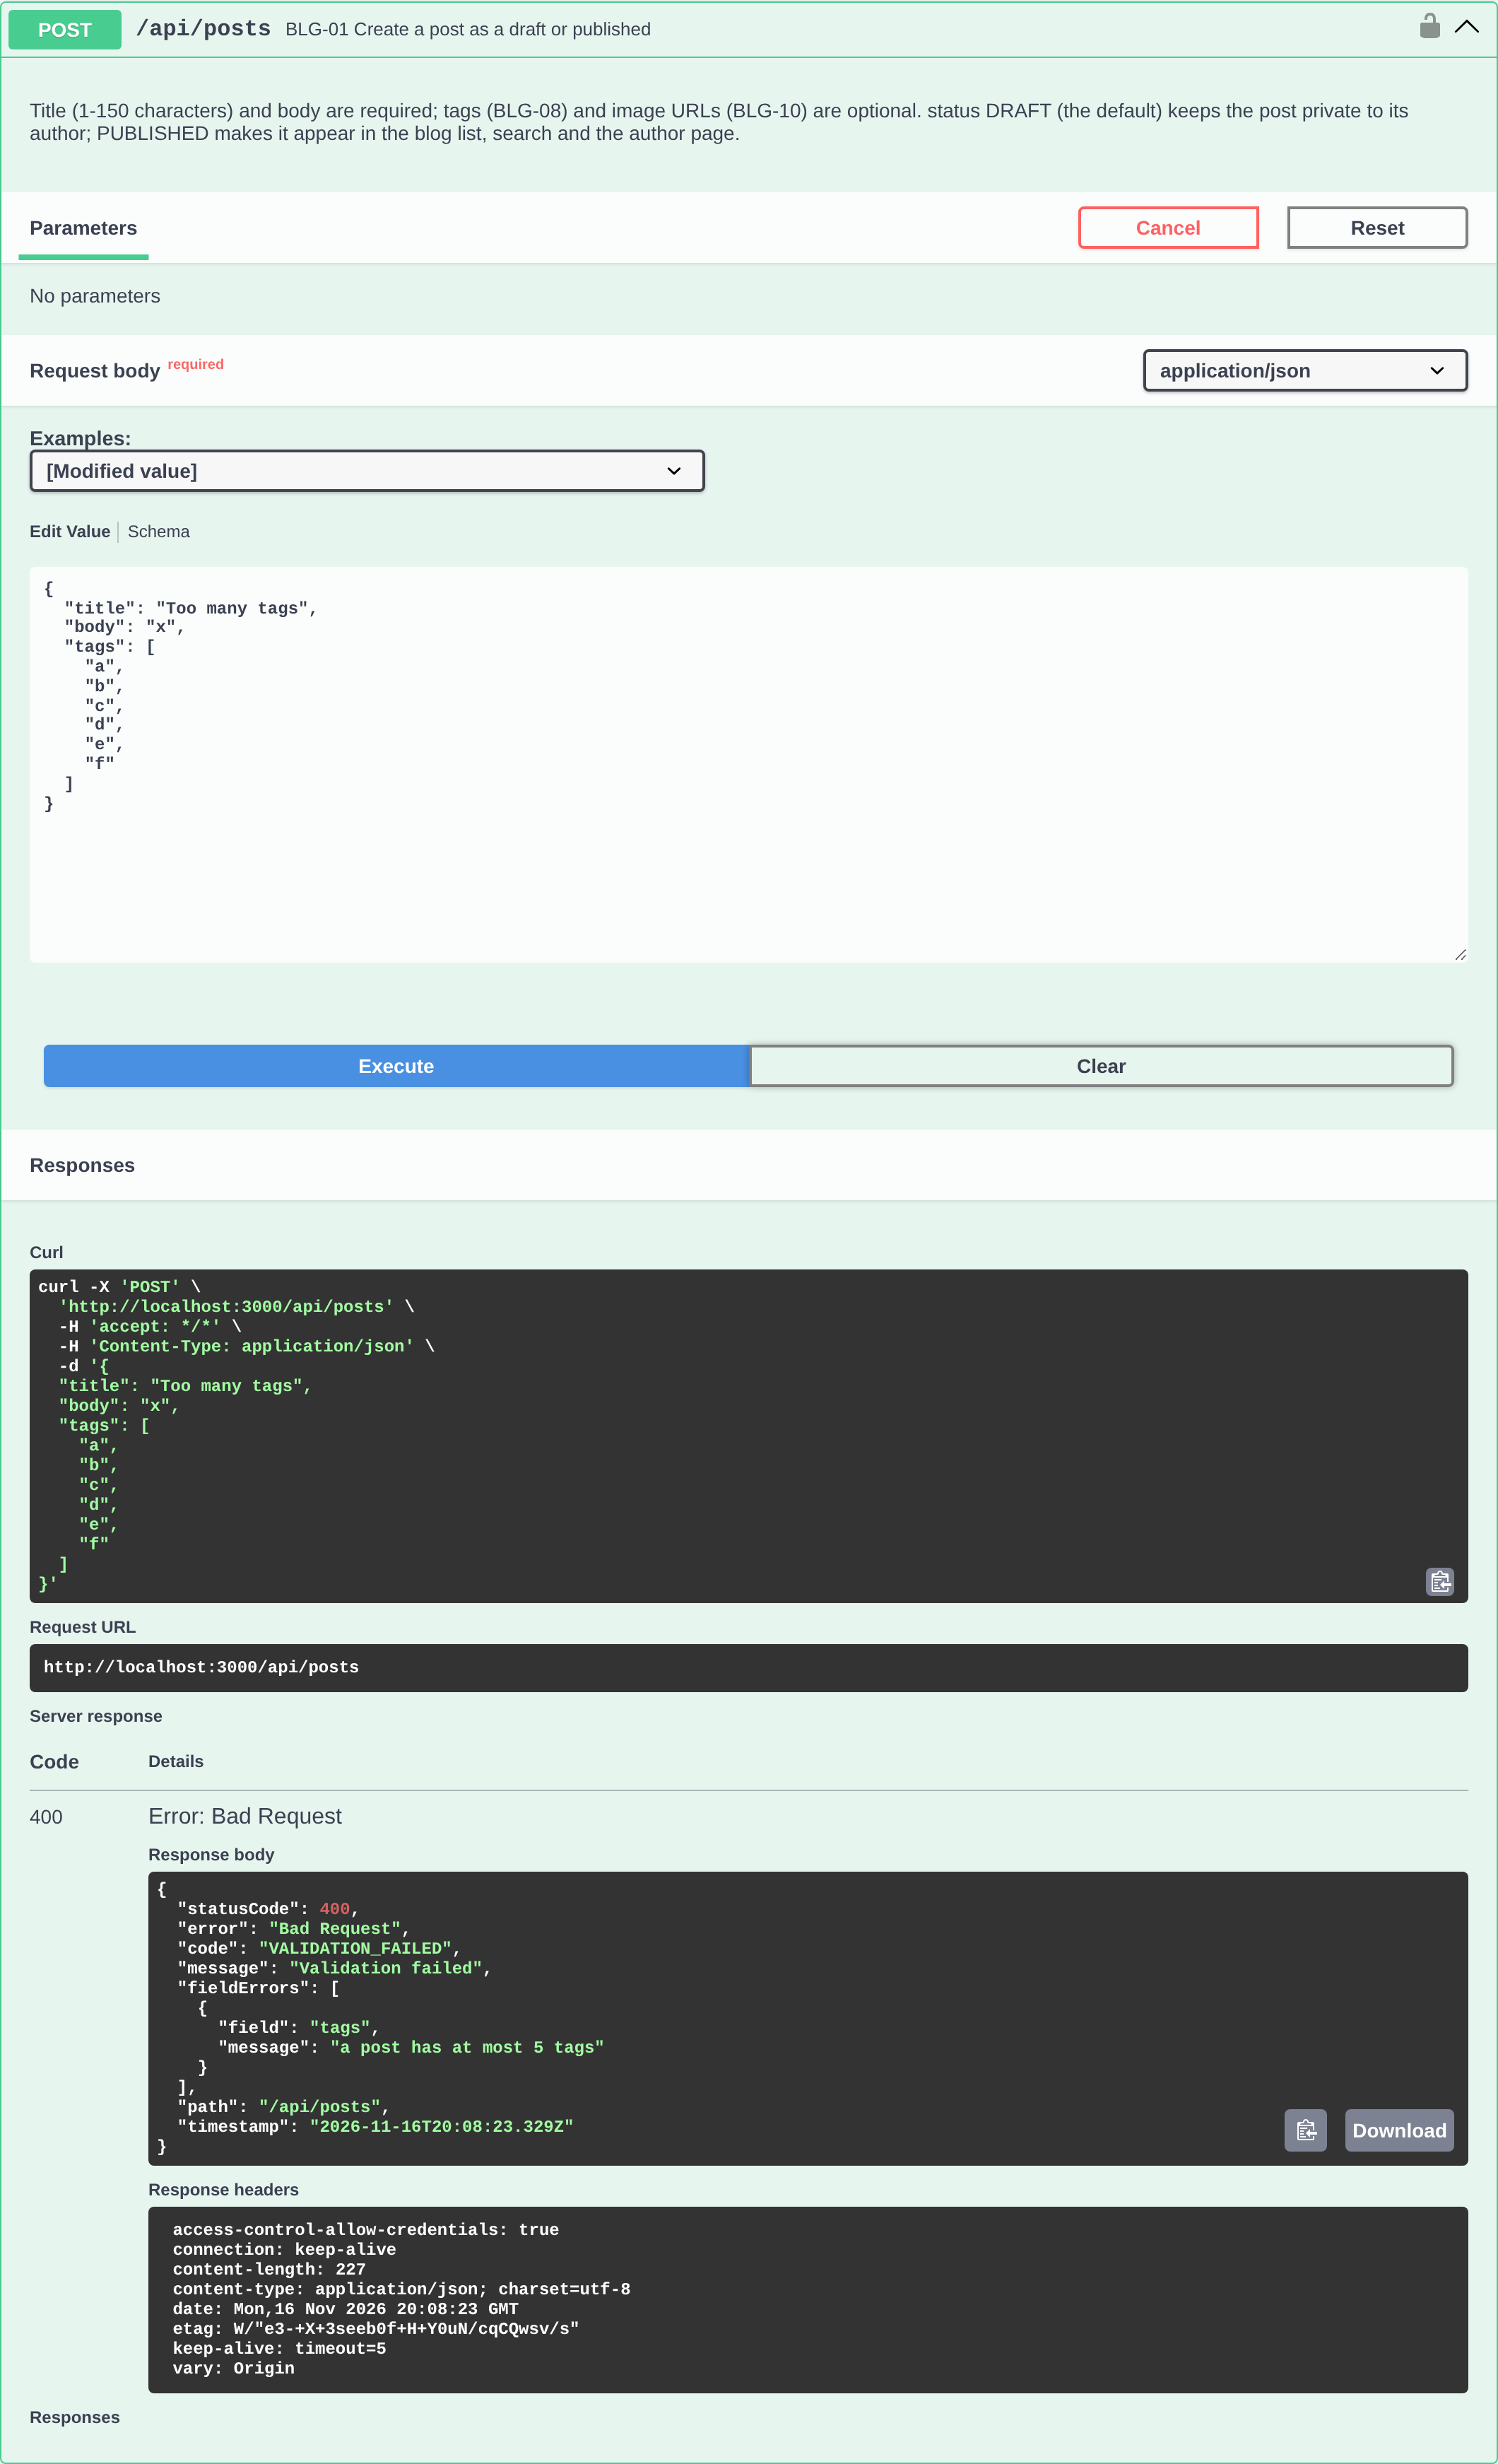 POST /api/posts BLG-01 Create a post as a draft or published
Title (1-150 characters) and body are required; tags (BLG-08) and image URLs (BLG-10) are optional. status DRAFT (the default) keeps the post private to its
author; PUBLISHED makes it appear in the blog list, search and the author page.
Parameters
Cancel
Reset
No parameters
Request body required
application/json
Examples:
[Modified value]
Edit Value Schema
{
  "title": "Too many tags",
  "body": "x",
  "tags": [
    "a",
    "b",
    "c",
    "d",
    "e",
    "f"
  ]
}
Execute
Clear
Responses
Curl
curl -X 'POST' \
  'http://localhost:3000/api/posts' \
  -H 'accept: */*' \
  -H 'Content-Type: application/json' \
  -d '{
  "title": "Too many tags",
  "body": "x",
  "tags": [
    "a",
    "b",
    "c",
    "d",
    "e",
    "f"
  ]
}'
Request URL
http://localhost:3000/api/posts
Server response
Code Details
400 Error: Bad Request
Response body
{
  "statusCode": 400,
  "error": "Bad Request",
  "code": "VALIDATION_FAILED",
  "message": "Validation failed",
  "fieldErrors": [
    {
      "field": "tags",
      "message": "a post has at most 5 tags"
    }
  ],
  "path": "/api/posts",
  "timestamp": "2026-11-16T20:08:23.329Z"
}
Download
Response headers
access-control-allow-credentials: true
connection: keep-alive
content-length: 227
content-type: application/json; charset=utf-8
date: Mon,16 Nov 2026 20:08:23 GMT
etag: W/"e3-+X+3seeb0f+H+Y0uN/cqCQwsv/s"
keep-alive: timeout=5
vary: Origin
Responses